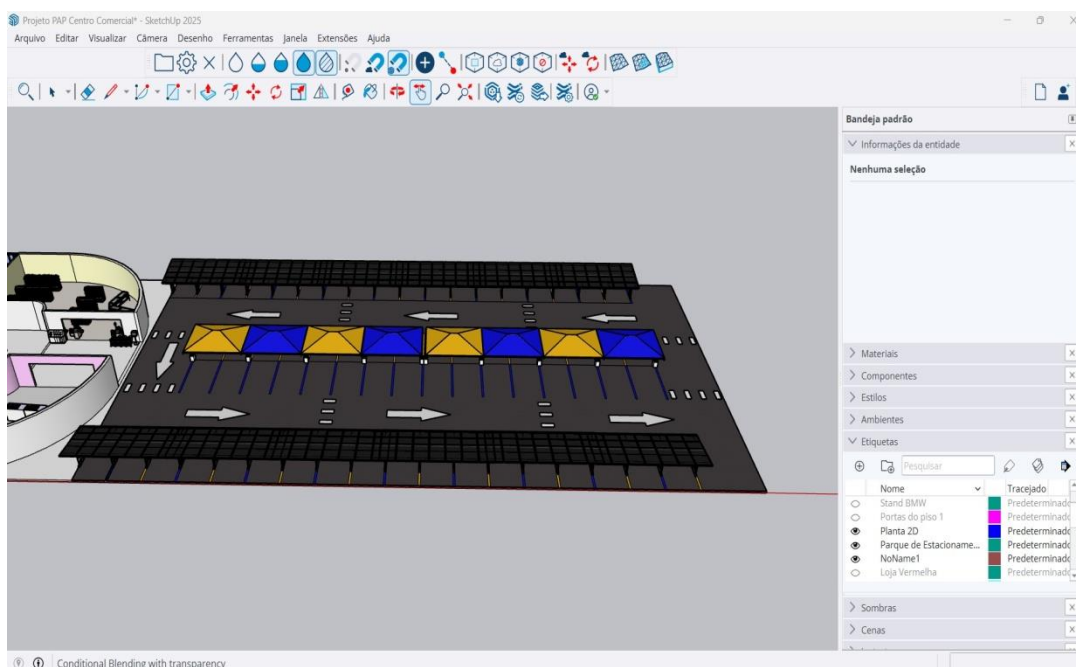 Projeto PAP Centro Comercial* - SketchUp 2025
Arquivo Editar Visualizar Câmera Desenho Ferramentas Janela Extensões Ajuda
Bandeja padrão
Informações da entidade
Nenhuma seleção
Materiais
Componentes
Estilos
Ambientes
Etiquetas
Pesquisar
Nome Tracejado
Stand BMW Predeterminado
Portas do piso 1 Predeterminado
Planta 2D Predeterminado
Parque de Estacioname... Predeterminado
NoName1 Predeterminado
Loja Vermelha Predeterminado
Sombras
Cenas
Conditional Blending with transparency